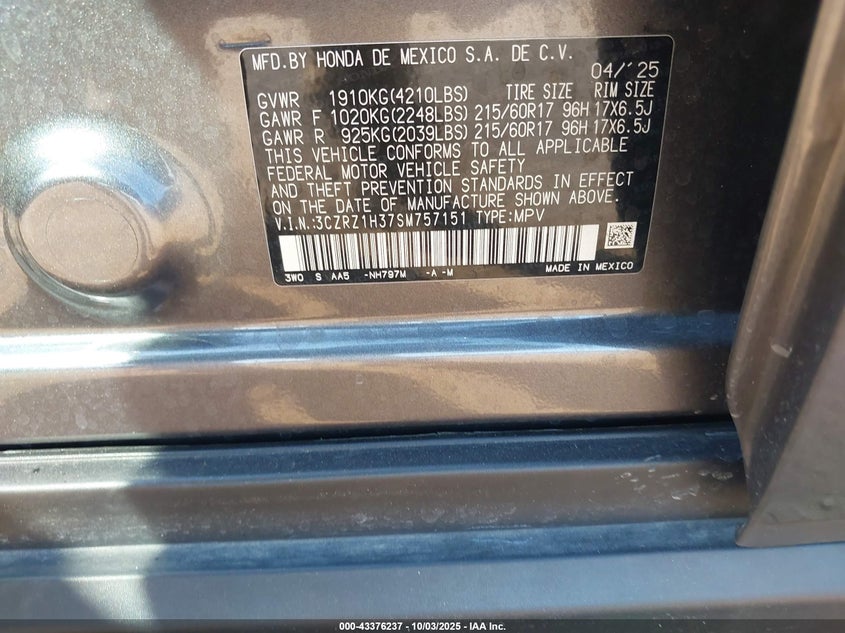 MFD.BY HONDA DE MEXICO S.A. DE C.V.
04/'25
GVWR 1910KG(4210LBS) TIRE SIZE RIM SIZE
GAWR F 1020KG(2248LBS) 215/60R17 96H 17X6.5J
GAWR R 925KG(2039LBS) 215/60R17 96H 17X6.5J
THIS VEHICLE CONFORMS TO ALL APPLICABLE
FEDERAL MOTOR VEHICLE SAFETY
AND THEFT PREVENTION STANDARDS IN EFFECT
ON THE DATE OF MANUFACTURE SHOWN ABOVE.
V.I.N:3CZRZ1H37SM757151 TYPE:MPV
3W0 S AA5 -NH797M -A -M MADE IN MEXICO
000-43376237 - 10/03/2025 - IAA Inc.